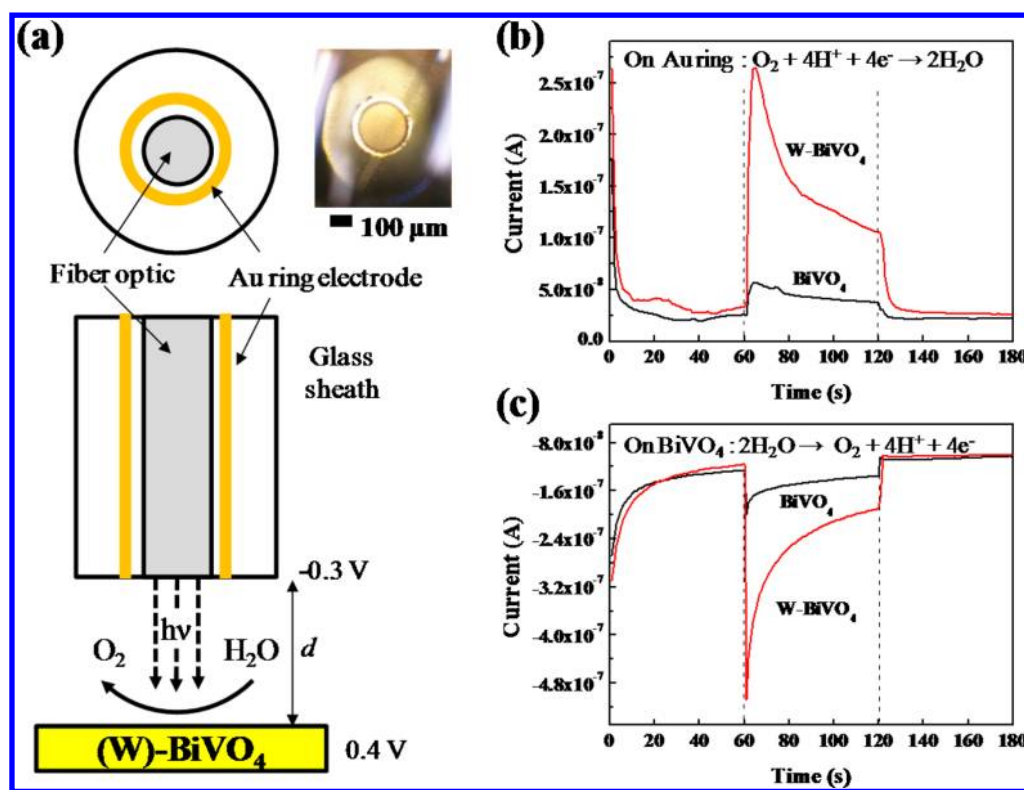 (a)
100 μm
Fiber optic
Au ring electrode
Glass
sheath
-0.3 V
hν
O₂
H₂O
d
(W)-BiVO₄
0.4 V
(b)
On Au ring : O₂ + 4H⁺ + 4e⁻ → 2H₂O
2.5x10⁻⁷
2.0x10⁻⁷
1.5x10⁻⁷
1.0x10⁻⁷
5.0x10⁻⁸
0.0
Current (A)
W-BiVO₄
BiVO₄
0 20 40 60 80 100 120 140 160 180
Time (s)
(c)
On BiVO₄ : 2H₂O → O₂ + 4H⁺ + 4e⁻
-8.0x10⁻⁸
-1.6x10⁻⁷
-2.4x10⁻⁷
-3.2x10⁻⁷
-4.0x10⁻⁷
-4.8x10⁻⁷
Current (A)
BiVO₄
W-BiVO₄
0 20 40 60 80 100 120 140 160 180
Time (s)